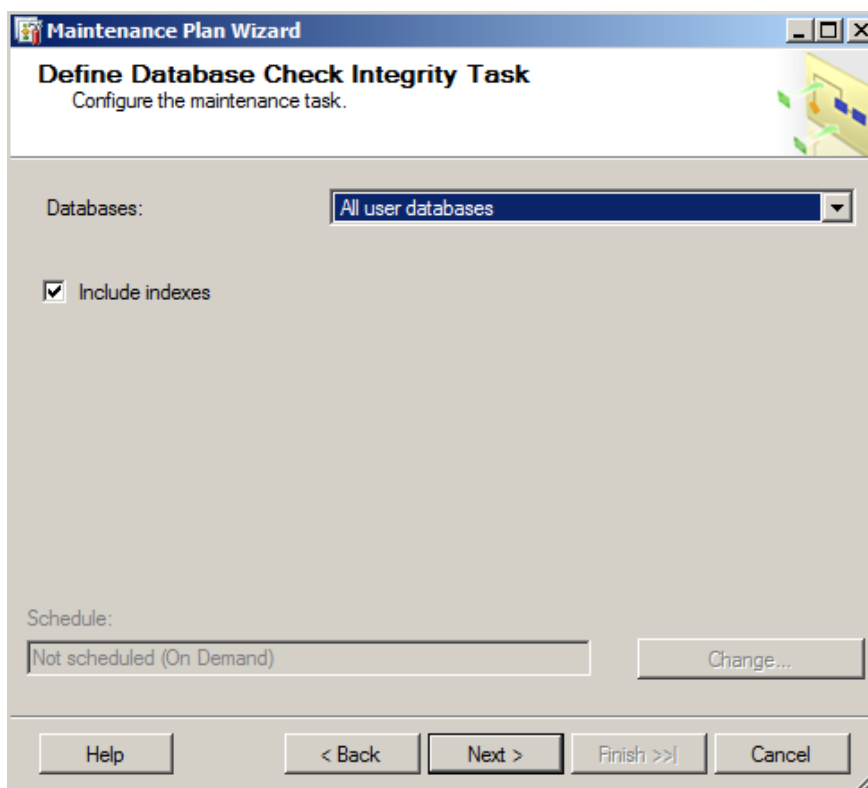 Maintenance Plan Wizard
Define Database Check Integrity Task
Configure the maintenance task.
Databases: All user databases
Include indexes
Schedule:
Not scheduled (On Demand) Change...
Help < Back Next > Finish >>| Cancel